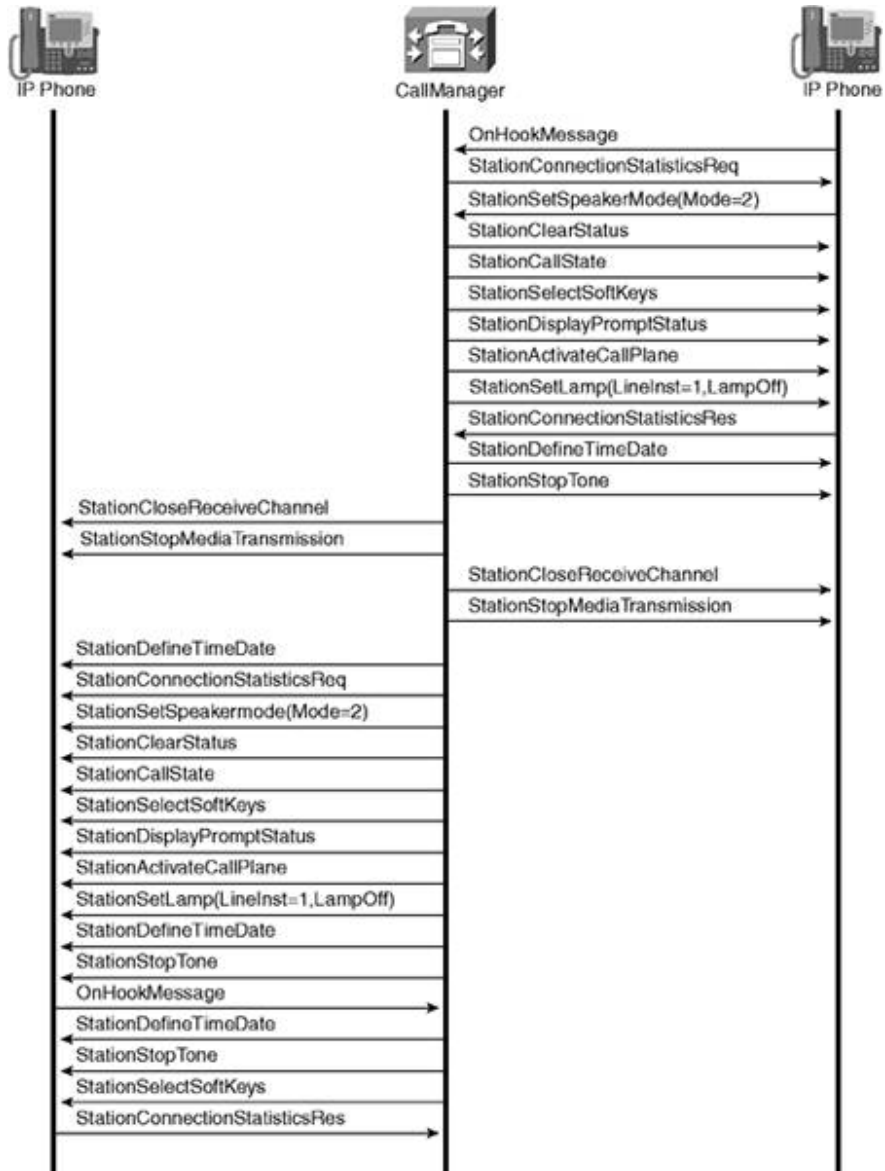 IP Phone
CallManager
IP Phone
OnHookMessage
StationConnectionStatisticsReq
StationSetSpeakerMode(Mode=2)
StationClearStatus
StationCallState
StationSelectSoftKeys
StationDisplayPromptStatus
StationActivateCallPlane
StationSetLamp(LineInst=1,LampOff)
StationConnectionStatisticsRes
StationDefineTimeDate
StationStopTone
StationCloseReceiveChannel
StationStopMediaTransmission
StationCloseReceiveChannel
StationStopMediaTransmission
StationDefineTimeDate
StationConnectionStatisticsReq
StationSetSpeakermode(Mode=2)
StationClearStatus
StationCallState
StationSelectSoftKeys
StationDisplayPromptStatus
StationActivateCallPlane
StationSetLamp(LineInst=1,LampOff)
StationDefineTimeDate
StationStopTone
OnHookMessage
StationDefineTimeDate
StationStopTone
StationSelectSoftKeys
StationConnectionStatisticsRes